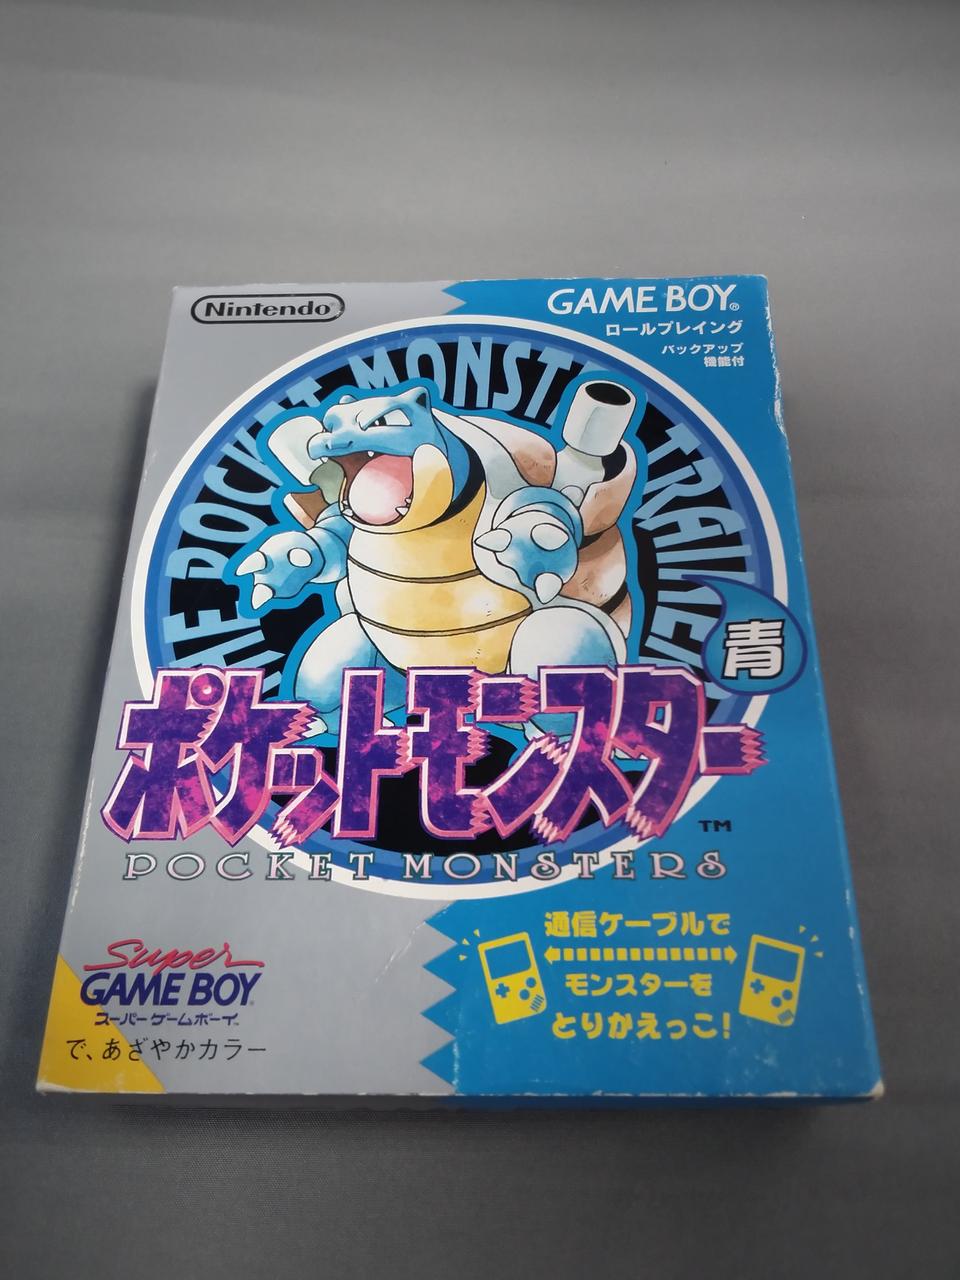 Nintendo®
GAME BOY®
ロールプレイング
バックアップ
機能付
THE POCKET MONSTER TRAINER
青
ポケットモンスター
TM
POCKET MONSTERS
通信ケーブルで
モンスターを
とりかえっこ!
Super
GAME BOY®
スーパーゲームボーイ™
で、あざやかカラー